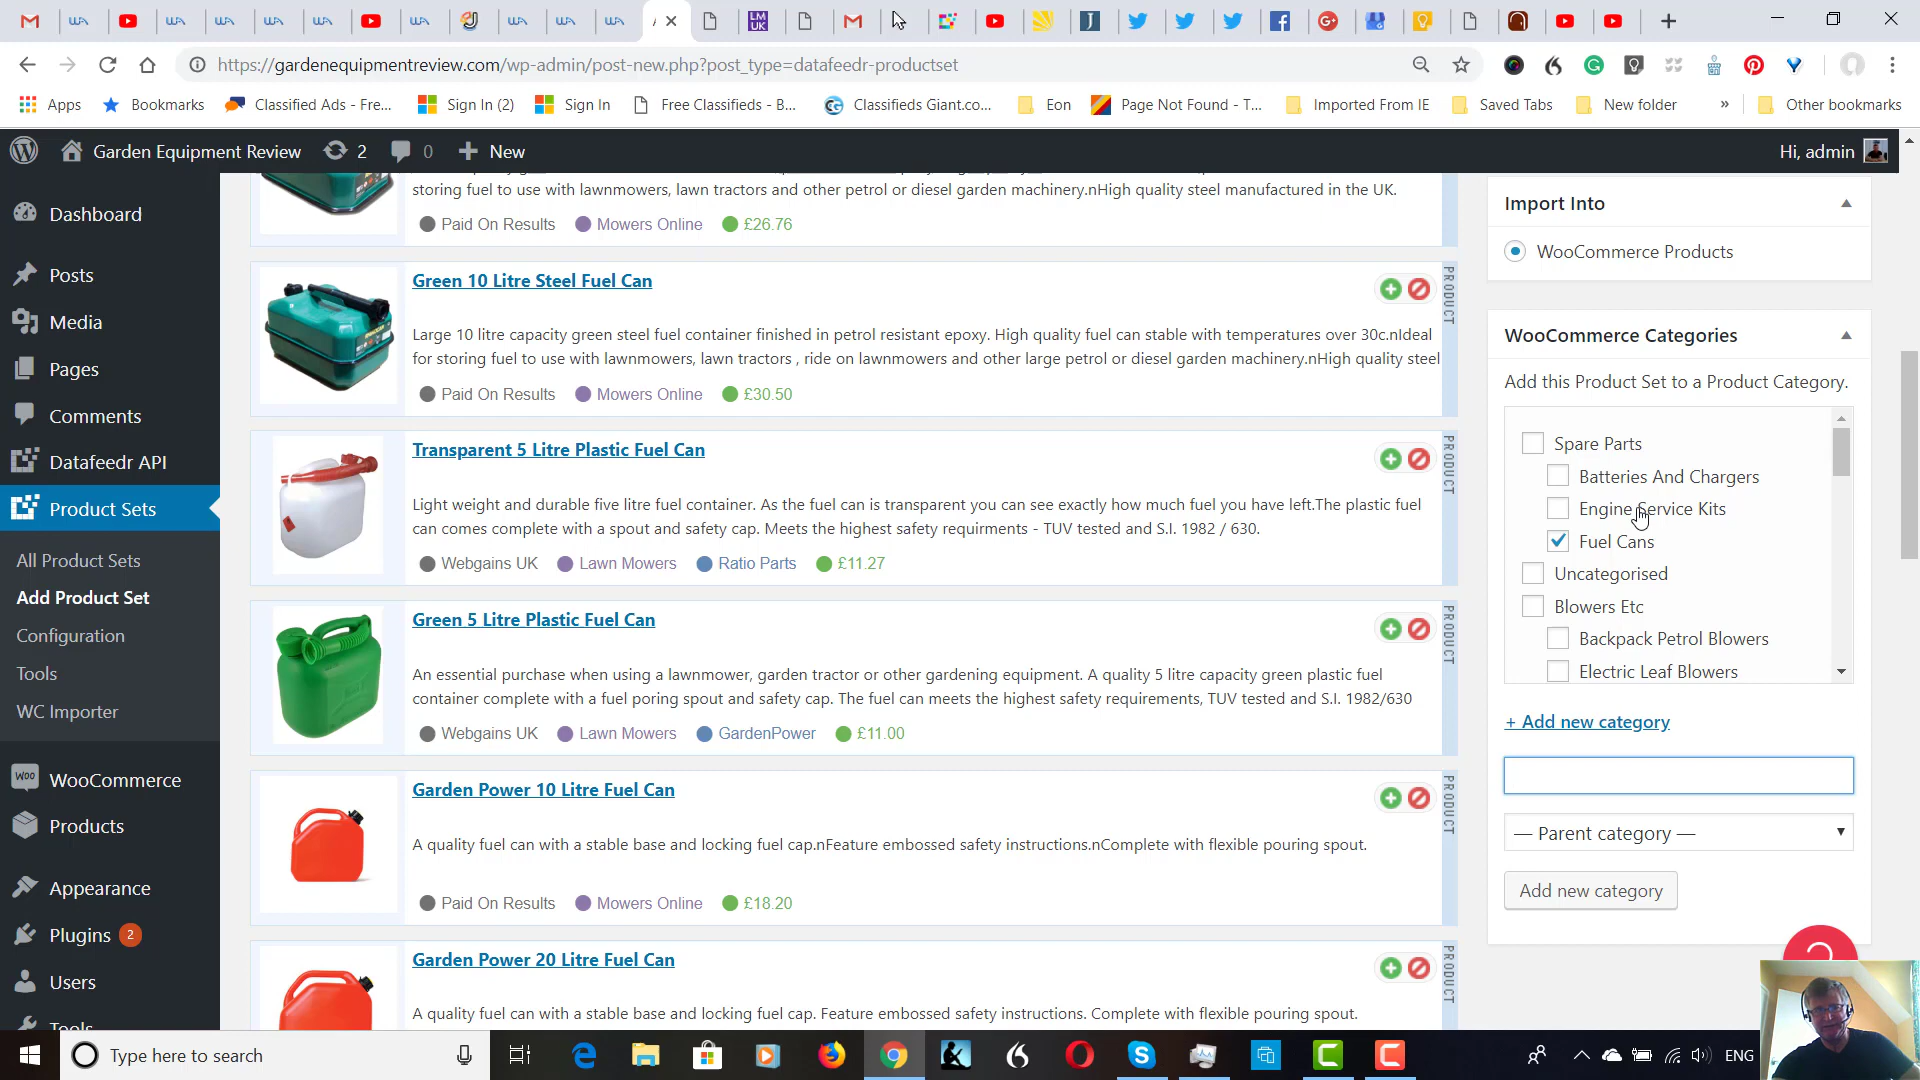 https://gardenequipmentreview.com/wp-admin/post-new.php?post_type=datafeedr-productset
Apps
Bookmarks
Classified Ads - Fre...
Sign In (2)
Sign In
Free Classifieds - B...
Classifieds Giant.co...
Eon
Page Not Found - T...
Imported From IE
Saved Tabs
New folder
»
Other bookmarks
Garden Equipment Review
2
0
New
Hi, admin
Dashboard
Posts
Media
Pages
Comments
Datafeedr API
Product Sets
All Product Sets
Add Product Set
Configuration
Tools
WC Importer
WooCommerce
Products
Appearance
Plugins 2
Users
Tools
storing fuel to use with lawnmowers, lawn tractors and other petrol or diesel garden machinery.nHigh quality steel manufactured in the UK.
Paid On Results Mowers Online £26.76
Green 10 Litre Steel Fuel Can
PRODUCT
Large 10 litre capacity green steel fuel container finished in petrol resistant epoxy. High quality fuel can stable with temperatures over 30c.nIdeal
for storing fuel to use with lawnmowers, lawn tractors , ride on lawnmowers and other large petrol or diesel garden machinery.nHigh quality steel
Paid On Results Mowers Online £30.50
Transparent 5 Litre Plastic Fuel Can
PRODUCT
Light weight and durable five litre fuel container. As the fuel can is transparent you can see exactly how much fuel you have left.The plastic fuel
can comes complete with a spout and safety cap. Meets the highest safety requirments - TUV tested and S.I. 1982 / 630.
Webgains UK Lawn Mowers Ratio Parts £11.27
Green 5 Litre Plastic Fuel Can
PRODUCT
An essential purchase when using a lawnmower, garden tractor or other gardening equipment. A quality 5 litre capacity green plastic fuel
container complete with a fuel poring spout and safety cap. The fuel can meets the highest safety requirements, TUV tested and S.I. 1982/630
Webgains UK Lawn Mowers GardenPower £11.00
Garden Power 10 Litre Fuel Can
PRODUCT
A quality fuel can with a stable base and locking fuel cap.nFeature embossed safety instructions.nComplete with flexible pouring spout.
Paid On Results Mowers Online £18.20
Garden Power 20 Litre Fuel Can
PRODUCT
A quality fuel can with a stable base and locking fuel cap. Feature embossed safety instructions. Complete with flexible pouring spout.
Import Into
WooCommerce Products
WooCommerce Categories
Add this Product Set to a Product Category.
Spare Parts
Batteries And Chargers
Engine Service Kits
Fuel Cans
Uncategorised
Blowers Etc
Backpack Petrol Blowers
Electric Leaf Blowers
+ Add new category
— Parent category —
Add new category
Type here to search
ENG